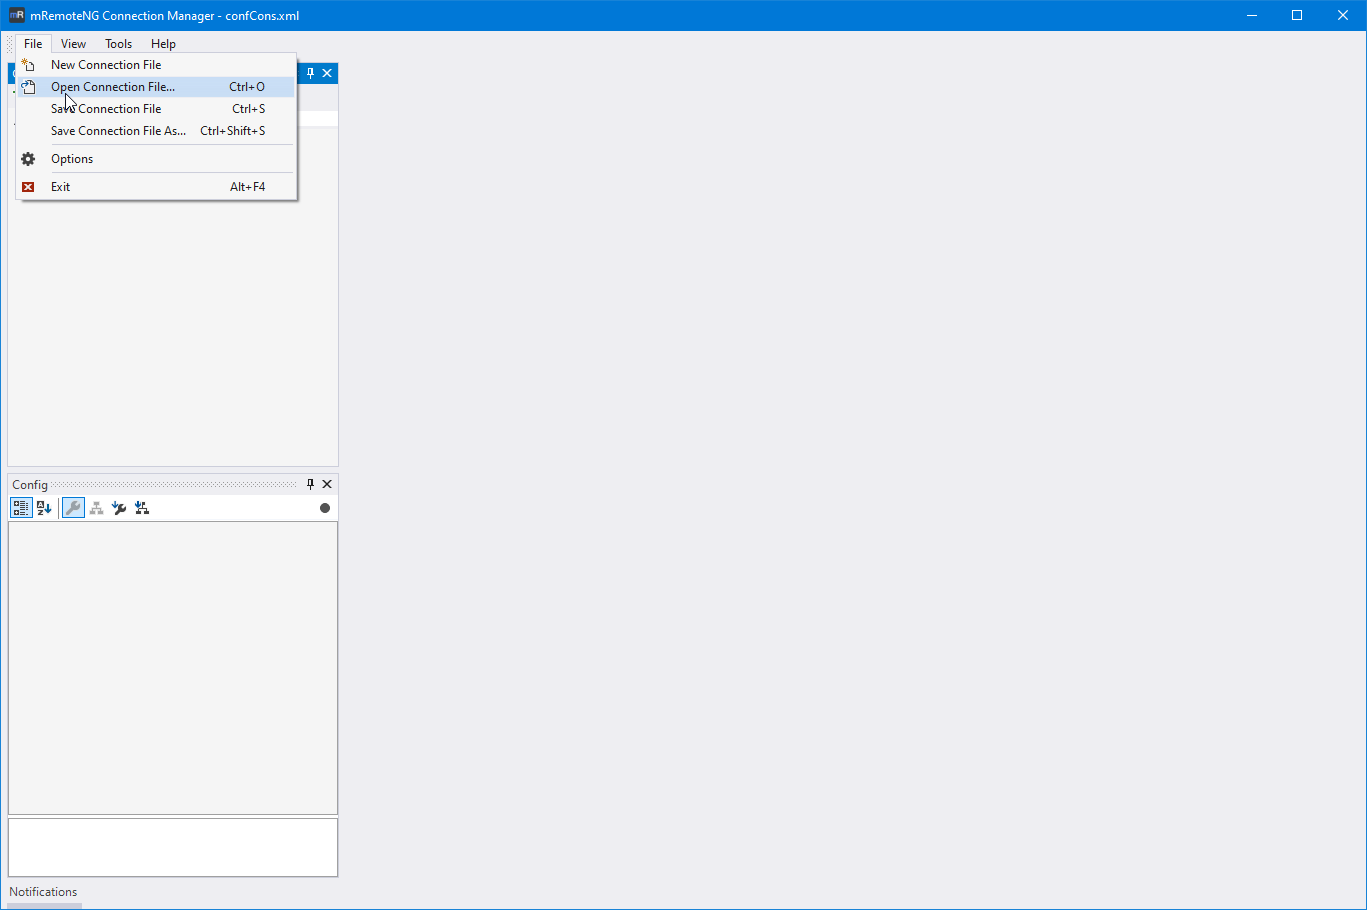 mR mRemoteNG Connection Manager - confCons.xml
File View Tools Help
New Connection File
Open Connection File... Ctrl+O
Save Connection File Ctrl+S
Save Connection File As... Ctrl+Shift+S
Options
Exit Alt+F4
Config
Notifications